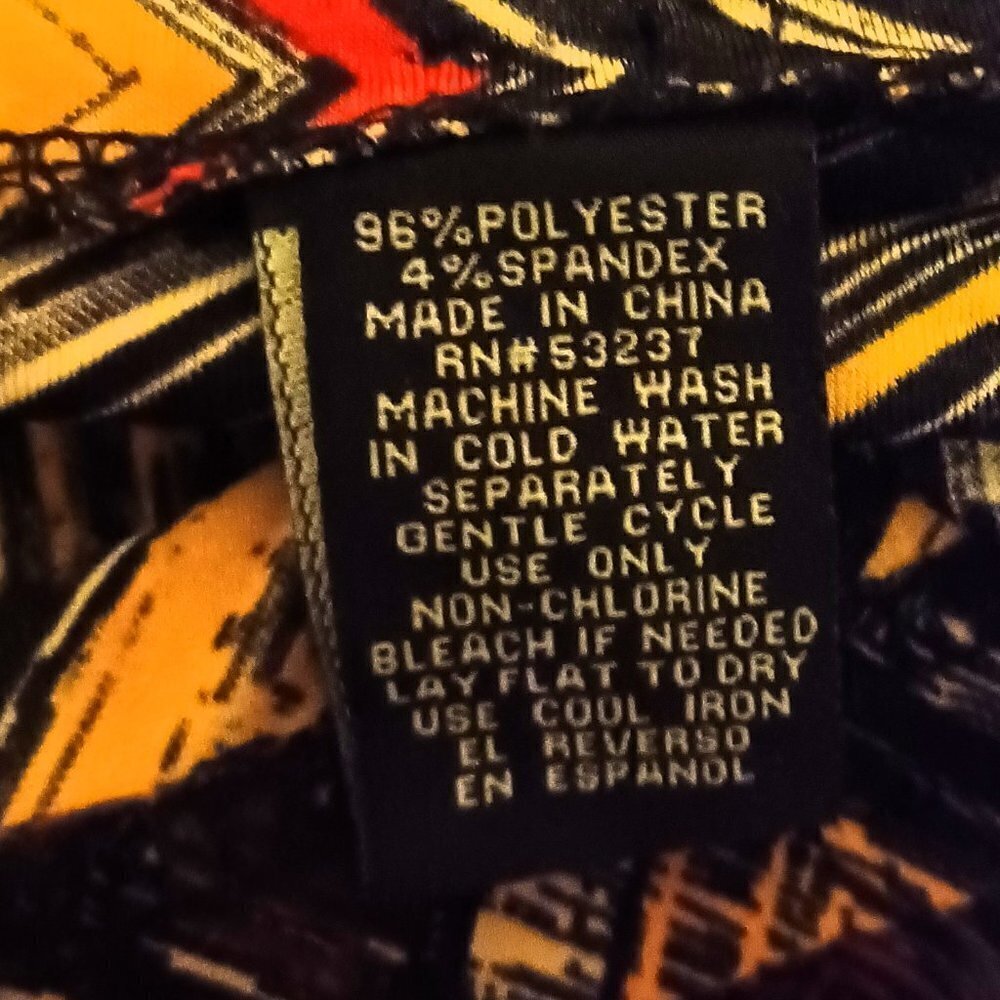 96% POLYESTER
4% SPANDEX
MADE IN CHINA
RN#53237
MACHINE WASH
IN COLD WATER
SEPARATELY
GENTLE CYCLE
USE ONLY
NON-CHLORINE
BLEACH IF NEEDED
LAY FLAT TO DRY
USE COOL IRON
EL REVERSO
EN ESPANOL